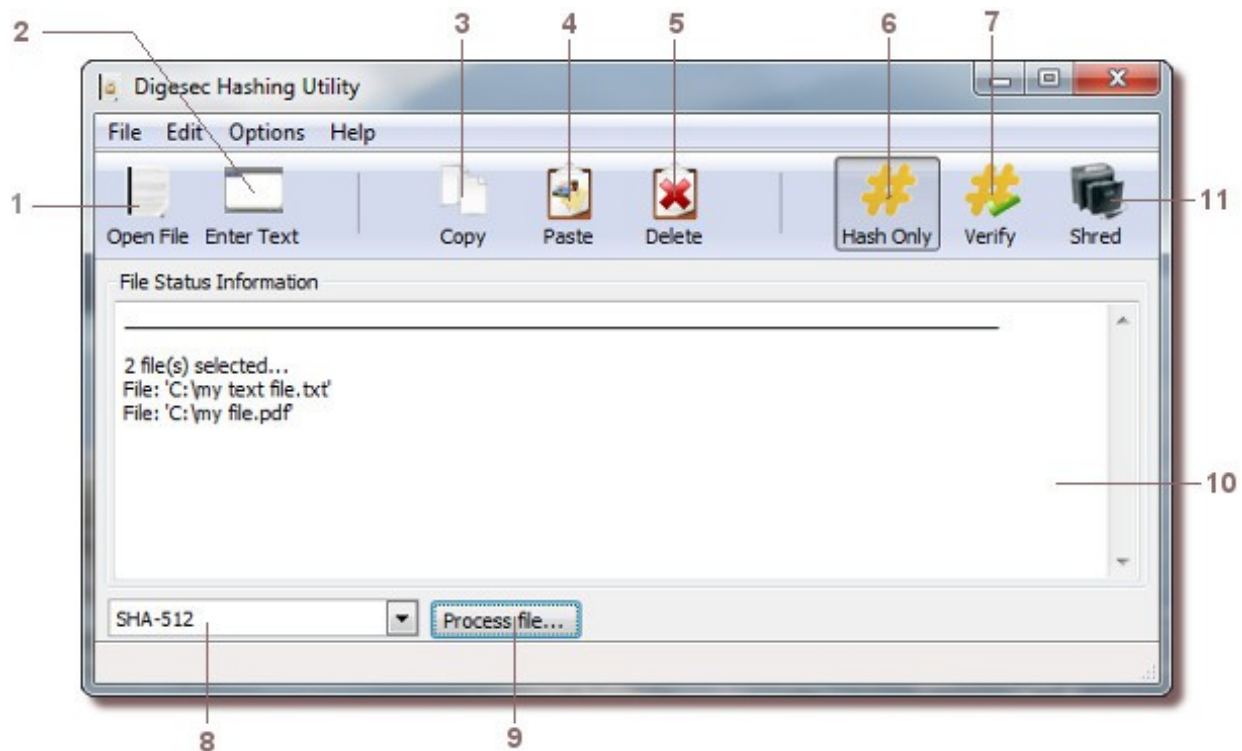 2 3 4 5 6 7
Digesec Hashing Utility
File Edit Options Help
1 11
Open File Enter Text Copy Paste Delete Hash Only Verify Shred
File Status Information
2 file(s) selected...
File: 'C:\my text file.txt'
File: 'C:\my file.pdf'
10
SHA-512 Process file...
8 9